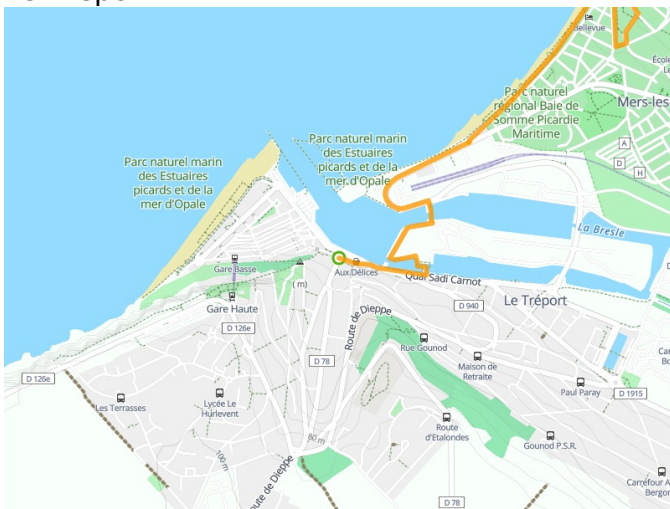 Bellevue
Parc naturel
régional Baie de
Somme Picardie
Maritime
Mers-les
A
D
H
Parc naturel marin
des Estuaires
picards et de la
mer d'Opale
Parc naturel marin
des Estuaires
picards et de la
mer d'Opale
La Bresle
Gare Basse
Aux Délices
Quai Sadi Carnot
( m)
Gare Haute
Le Tréport
D 940
D 126e
Route de Dieppe
Rue Gounod
D 78
Maison de
Retraite
D 126e
Paul Paray
D 1915
Les Terrasses
Lycée Le
Hurlevent
Route
d'Etalondes
80 m
100 m
Gounod P.S.R.
Route de Dieppe
Carrefour A
Bergon
D 78